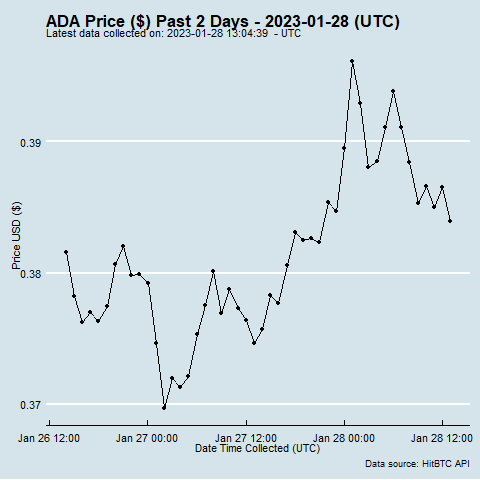 ADA Price ($) Past 2 Days - 2023-01-28 (UTC)
Latest data collected on: 2023-01-28 13:04:39 - UTC
Price USD ($)
0.39
0.38
0.37
Jan 26 12:00 Jan 27 00:00 Jan 27 12:00 Jan 28 00:00 Jan 28 12:00
Date Time Collected (UTC)
Data source: HitBTC API